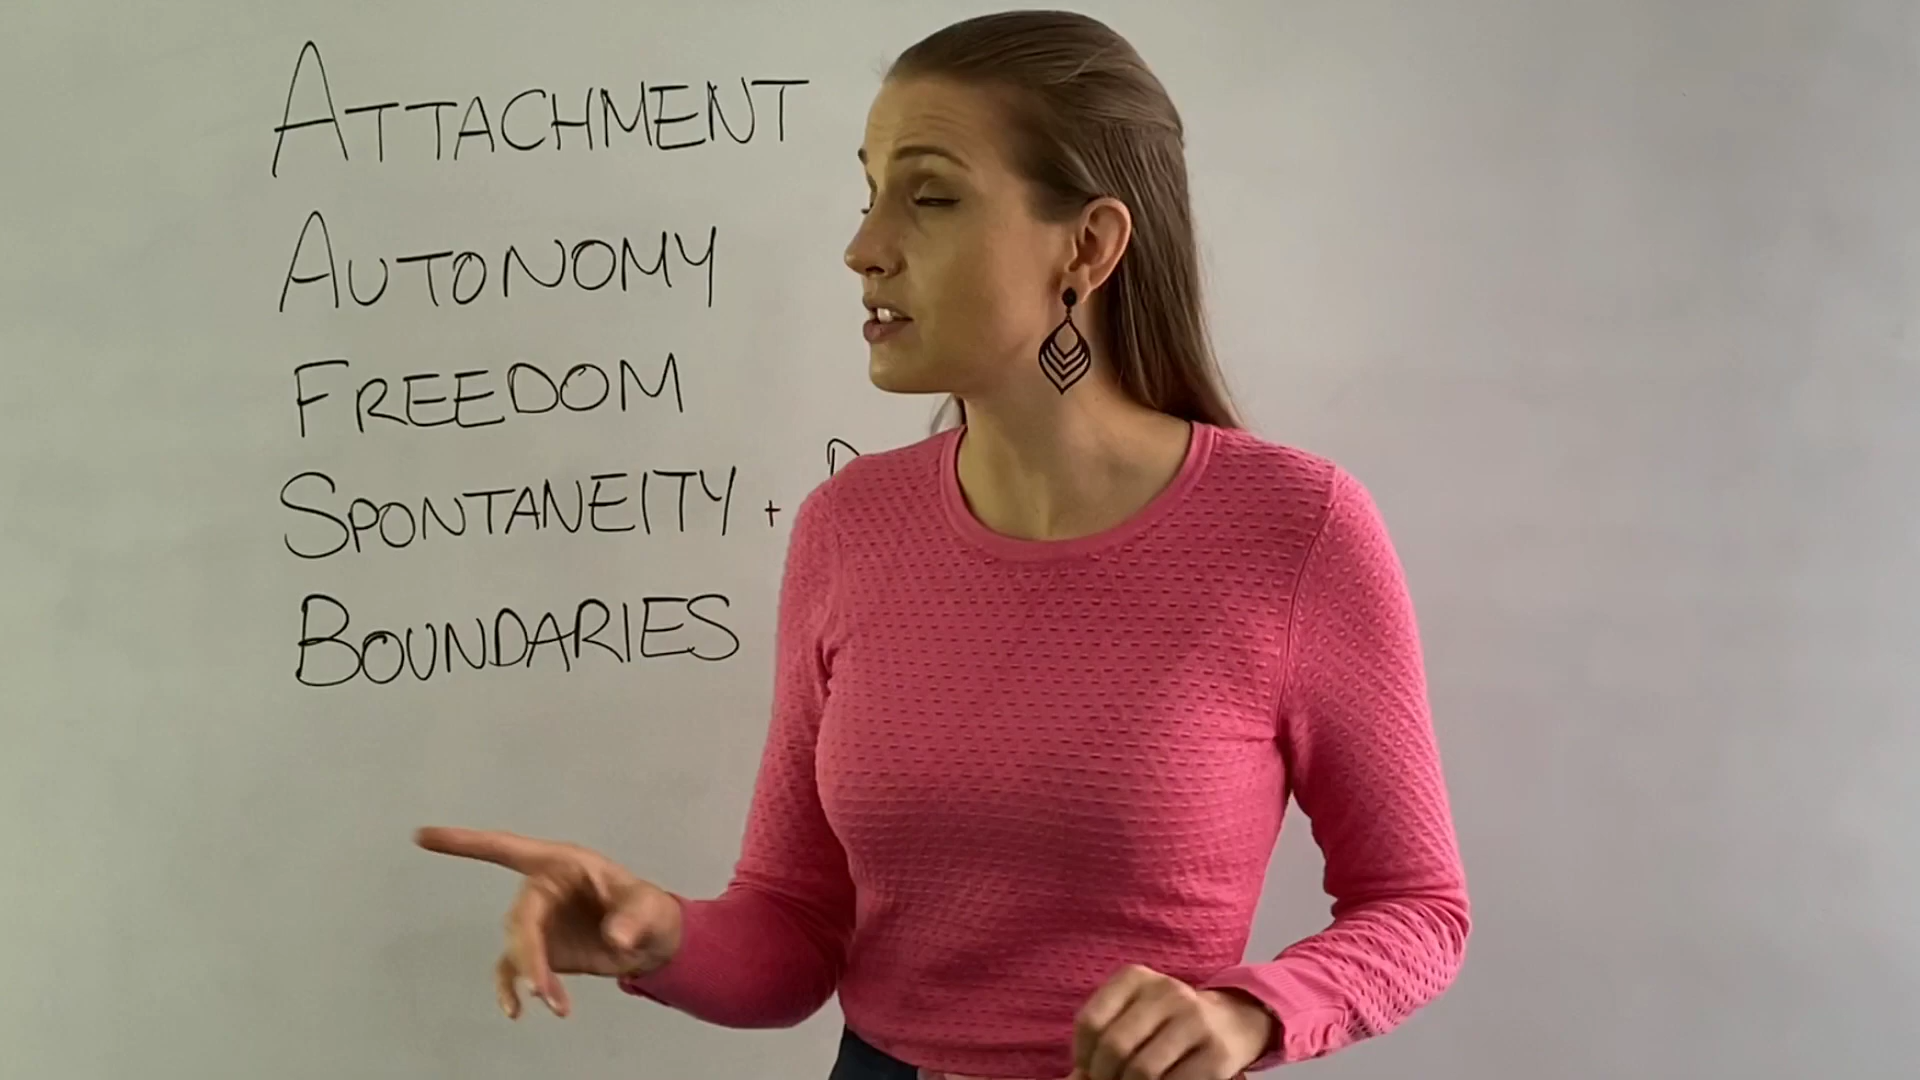 ATTACHMENT
AUTONOMY
FREEDOM
SPONTANEITY +
BOUNDARIES